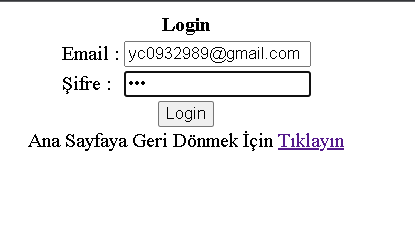 Login
Email : yc0932989@gmail.com
Şifre : •••
Login
Ana Sayfaya Geri Dönmek İçin Tıklayın